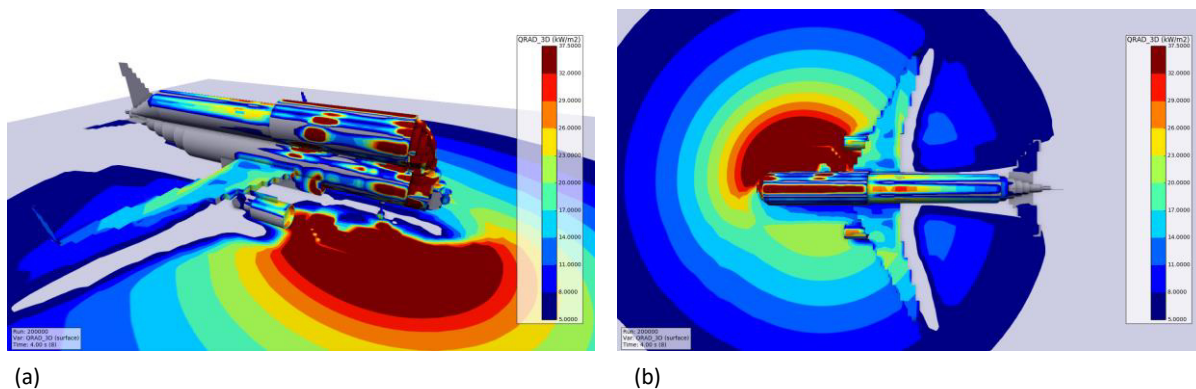 QRAD_3D (kW/m2)
37.5000
32.0000
29.0000
26.0000
23.0000
20.0000
17.0000
14.0000
11.0000
8.0000
5.0000
Run: 200000
Var: QRAD_3D (surface)
Time: 4.00 s (8)
(a)
QRAD_3D (kW/m2)
37.5000
32.0000
29.0000
26.0000
23.0000
20.0000
17.0000
14.0000
11.0000
8.0000
5.0000
Run: 200000
Var: QRAD_3D (surface)
Time: 4.00 s (8)
(b)